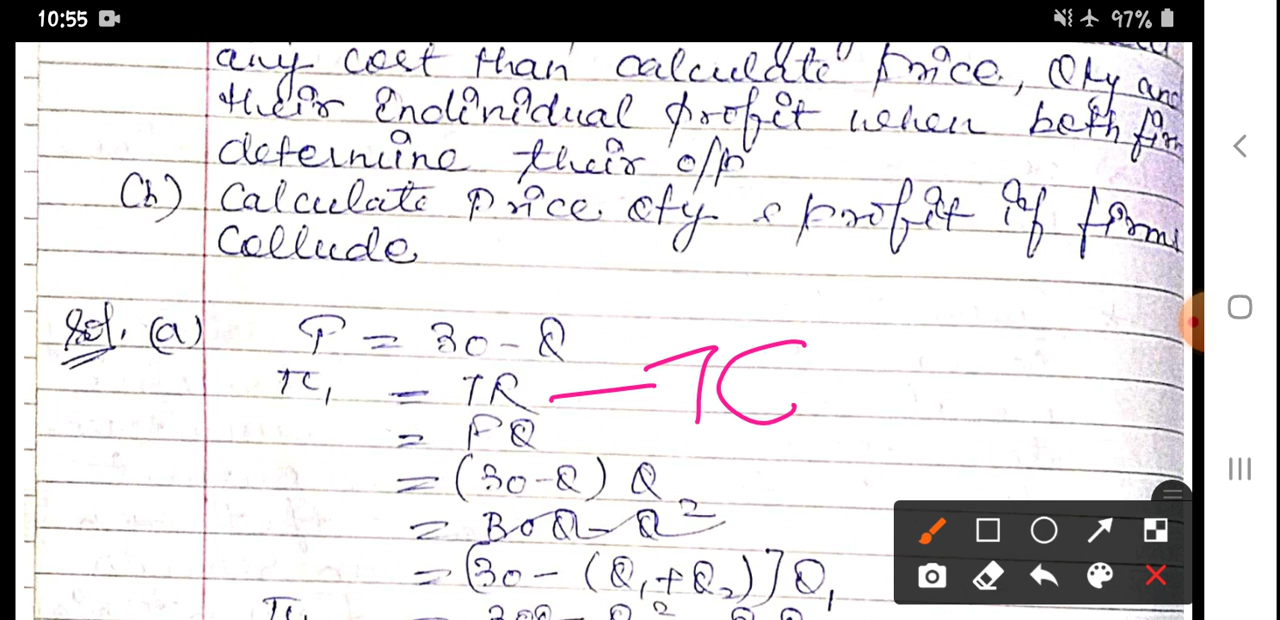 10:55 97%
any cost than calculate price, Qty and
their individual profit when both firm
determine their o/p
(b) Calculate Price Qty & profit if firms
Collude
Sol. (a) P = 30 - Q
π₁ = TR — TC
= PQ
= (30-Q) Q
= 30Q - Q²
= [30 - (Q₁+Q₂)] Q₁